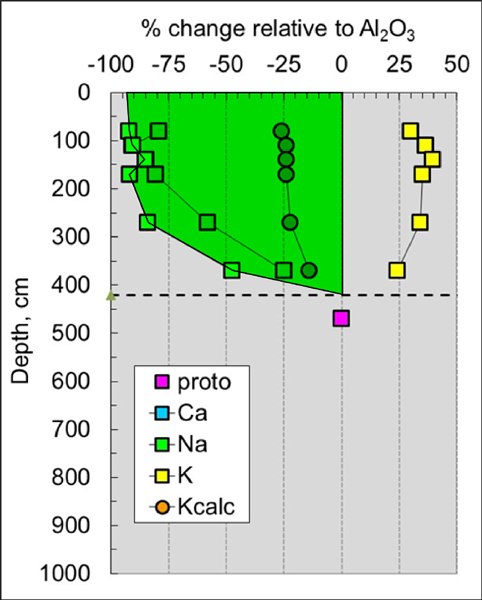 % change relative to Al₂O₃
-100 -75 -50 -25 0 25 50
0
100
200
300
400
500
600
700
800
900
1000
Depth, cm
proto
Ca
Na
K
Kcalc